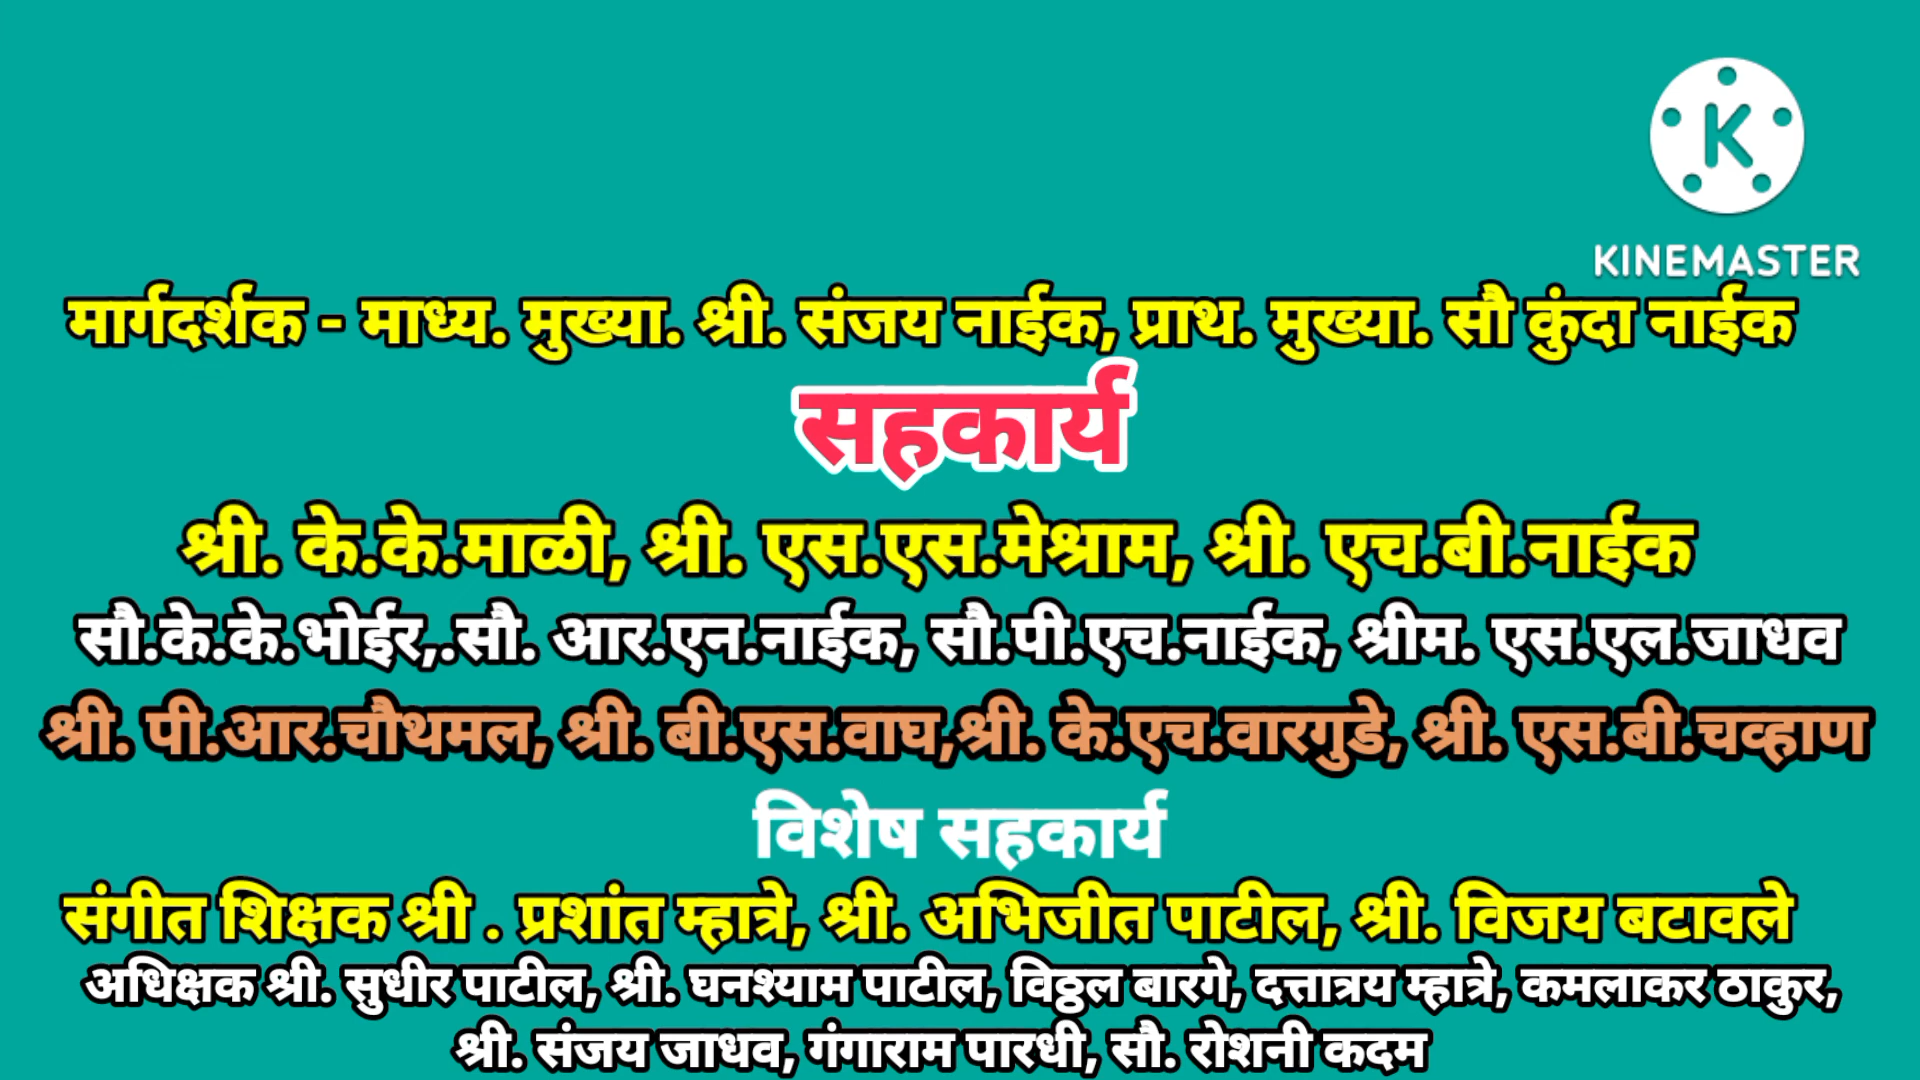 KINEMASTER
मार्गदर्शक - माध्य. मुख्या. श्री. संजय नाईक, प्राथ. मुख्या. सौ कुंदा नाईक
सहकार्य
श्री. के.के.माळी, श्री. एस.एस.मेश्राम, श्री. एच.बी.नाईक
सौ.के.के.भोईर,.सौ. आर.एन.नाईक, सौ.पी.एच.नाईक, श्रीम. एस.एल.जाधव
श्री. पी.आर.चौथमल, श्री. बी.एस.वाघ,श्री. के.एच.वारगुडे, श्री. एस.बी.चव्हाण
विशेष सहकार्य
संगीत शिक्षक श्री . प्रशांत म्हात्रे, श्री. अभिजीत पाटील, श्री. विजय बटावले
अधिक्षक श्री. सुधीर पाटील, श्री. घनश्याम पाटील, विठ्ठल बारगे, दत्तात्रय म्हात्रे, कमलाकर ठाकुर,
श्री. संजय जाधव, गंगाराम पारधी, सौ. रोशनी कदम